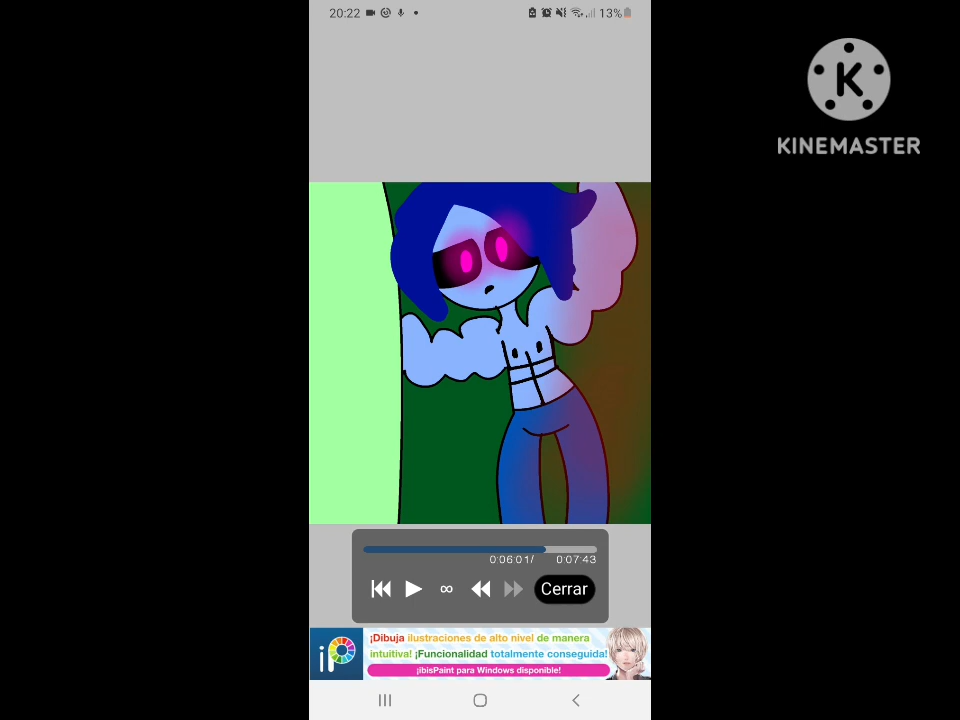 20:22
13%
K
KINEMASTER
0:06:01/ 0:07:43
∞
Cerrar
iP
¡Dibuja ilustraciones de alto nivel de manera
intuitiva! ¡Funcionalidad totalmente conseguida!
¡ibisPaint para Windows disponible!